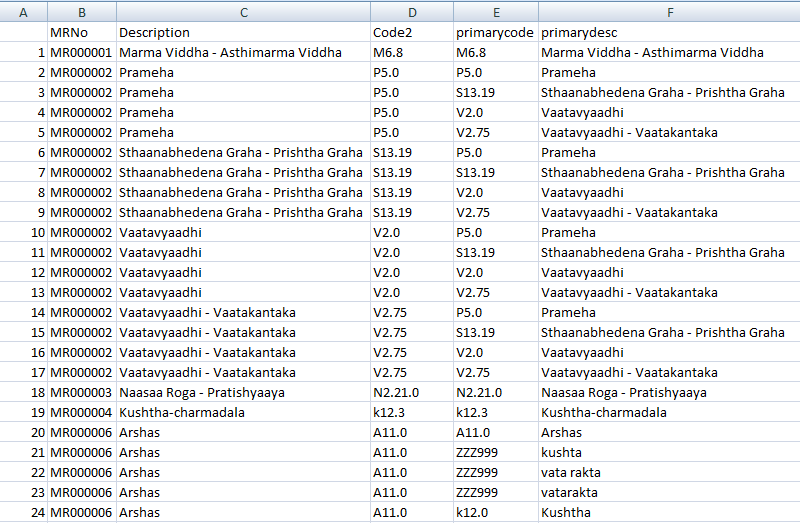 A B C D E F
MRNo Description Code2 primarycode primarydesc
1 MR000001 Marma Viddha - Asthimarma Viddha M6.8 M6.8 Marma Viddha - Asthimarma Viddha
2 MR000002 Prameha P5.0 P5.0 Prameha
3 MR000002 Prameha P5.0 S13.19 Sthaanabhedena Graha - Prishtha Graha
4 MR000002 Prameha P5.0 V2.0 Vaatavyaadhi
5 MR000002 Prameha P5.0 V2.75 Vaatavyaadhi - Vaatakantaka
6 MR000002 Sthaanabhedena Graha - Prishtha Graha S13.19 P5.0 Prameha
7 MR000002 Sthaanabhedena Graha - Prishtha Graha S13.19 S13.19 Sthaanabhedena Graha - Prishtha Graha
8 MR000002 Sthaanabhedena Graha - Prishtha Graha S13.19 V2.0 Vaatavyaadhi
9 MR000002 Sthaanabhedena Graha - Prishtha Graha S13.19 V2.75 Vaatavyaadhi - Vaatakantaka
10 MR000002 Vaatavyaadhi V2.0 P5.0 Prameha
11 MR000002 Vaatavyaadhi V2.0 S13.19 Sthaanabhedena Graha - Prishtha Graha
12 MR000002 Vaatavyaadhi V2.0 V2.0 Vaatavyaadhi
13 MR000002 Vaatavyaadhi V2.0 V2.75 Vaatavyaadhi - Vaatakantaka
14 MR000002 Vaatavyaadhi - Vaatakantaka V2.75 P5.0 Prameha
15 MR000002 Vaatavyaadhi - Vaatakantaka V2.75 S13.19 Sthaanabhedena Graha - Prishtha Graha
16 MR000002 Vaatavyaadhi - Vaatakantaka V2.75 V2.0 Vaatavyaadhi
17 MR000002 Vaatavyaadhi - Vaatakantaka V2.75 V2.75 Vaatavyaadhi - Vaatakantaka
18 MR000003 Naasaa Roga - Pratishyaaya N2.21.0 N2.21.0 Naasaa Roga - Pratishyaaya
19 MR000004 Kushtha-charmadala k12.3 k12.3 Kushtha-charmadala
20 MR000006 Arshas A11.0 A11.0 Arshas
21 MR000006 Arshas A11.0 ZZZ999 kushta
22 MR000006 Arshas A11.0 ZZZ999 vata rakta
23 MR000006 Arshas A11.0 ZZZ999 vatarakta
24 MR000006 Arshas A11.0 k12.0 Kushtha